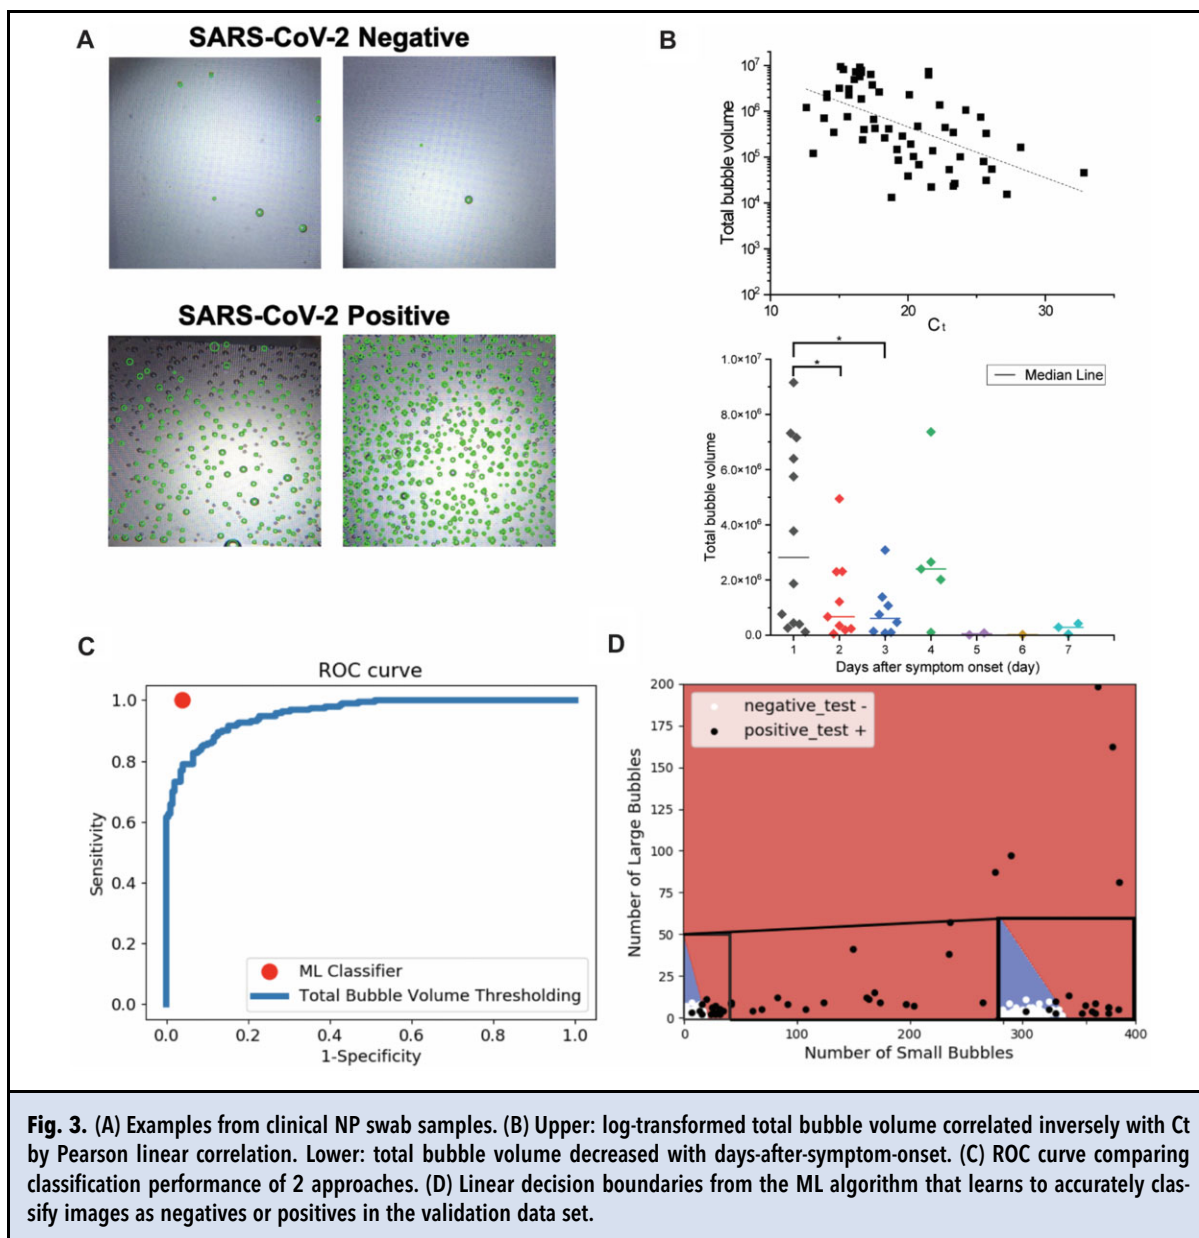 A
SARS-CoV-2 Negative
SARS-CoV-2 Positive
B
10⁷
10⁶
10⁵
10⁴
10³
10²
Total bubble volume
10 20 30
Cₜ
* 
*
Median Line
1.0×10⁷
8.0×10⁶
6.0×10⁶
4.0×10⁶
2.0×10⁶
0.0
Total bubble volume
1 2 3 4 5 6 7
Days after symptom onset (day)
C
ROC curve
1.0
0.8
0.6
0.4
0.2
0.0
Sensitivity
ML Classifier
Total Bubble Volume Thresholding
0.0 0.2 0.4 0.6 0.8 1.0
1-Specificity
D
negative_test -
positive_test +
200
175
150
125
100
75
50
25
0
Number of Large Bubbles
0 100 200 300 400
Number of Small Bubbles
Fig. 3. (A) Examples from clinical NP swab samples. (B) Upper: log-transformed total bubble volume correlated inversely with Ct
by Pearson linear correlation. Lower: total bubble volume decreased with days-after-symptom-onset. (C) ROC curve comparing
classification performance of 2 approaches. (D) Linear decision boundaries from the ML algorithm that learns to accurately clas-
sify images as negatives or positives in the validation data set.